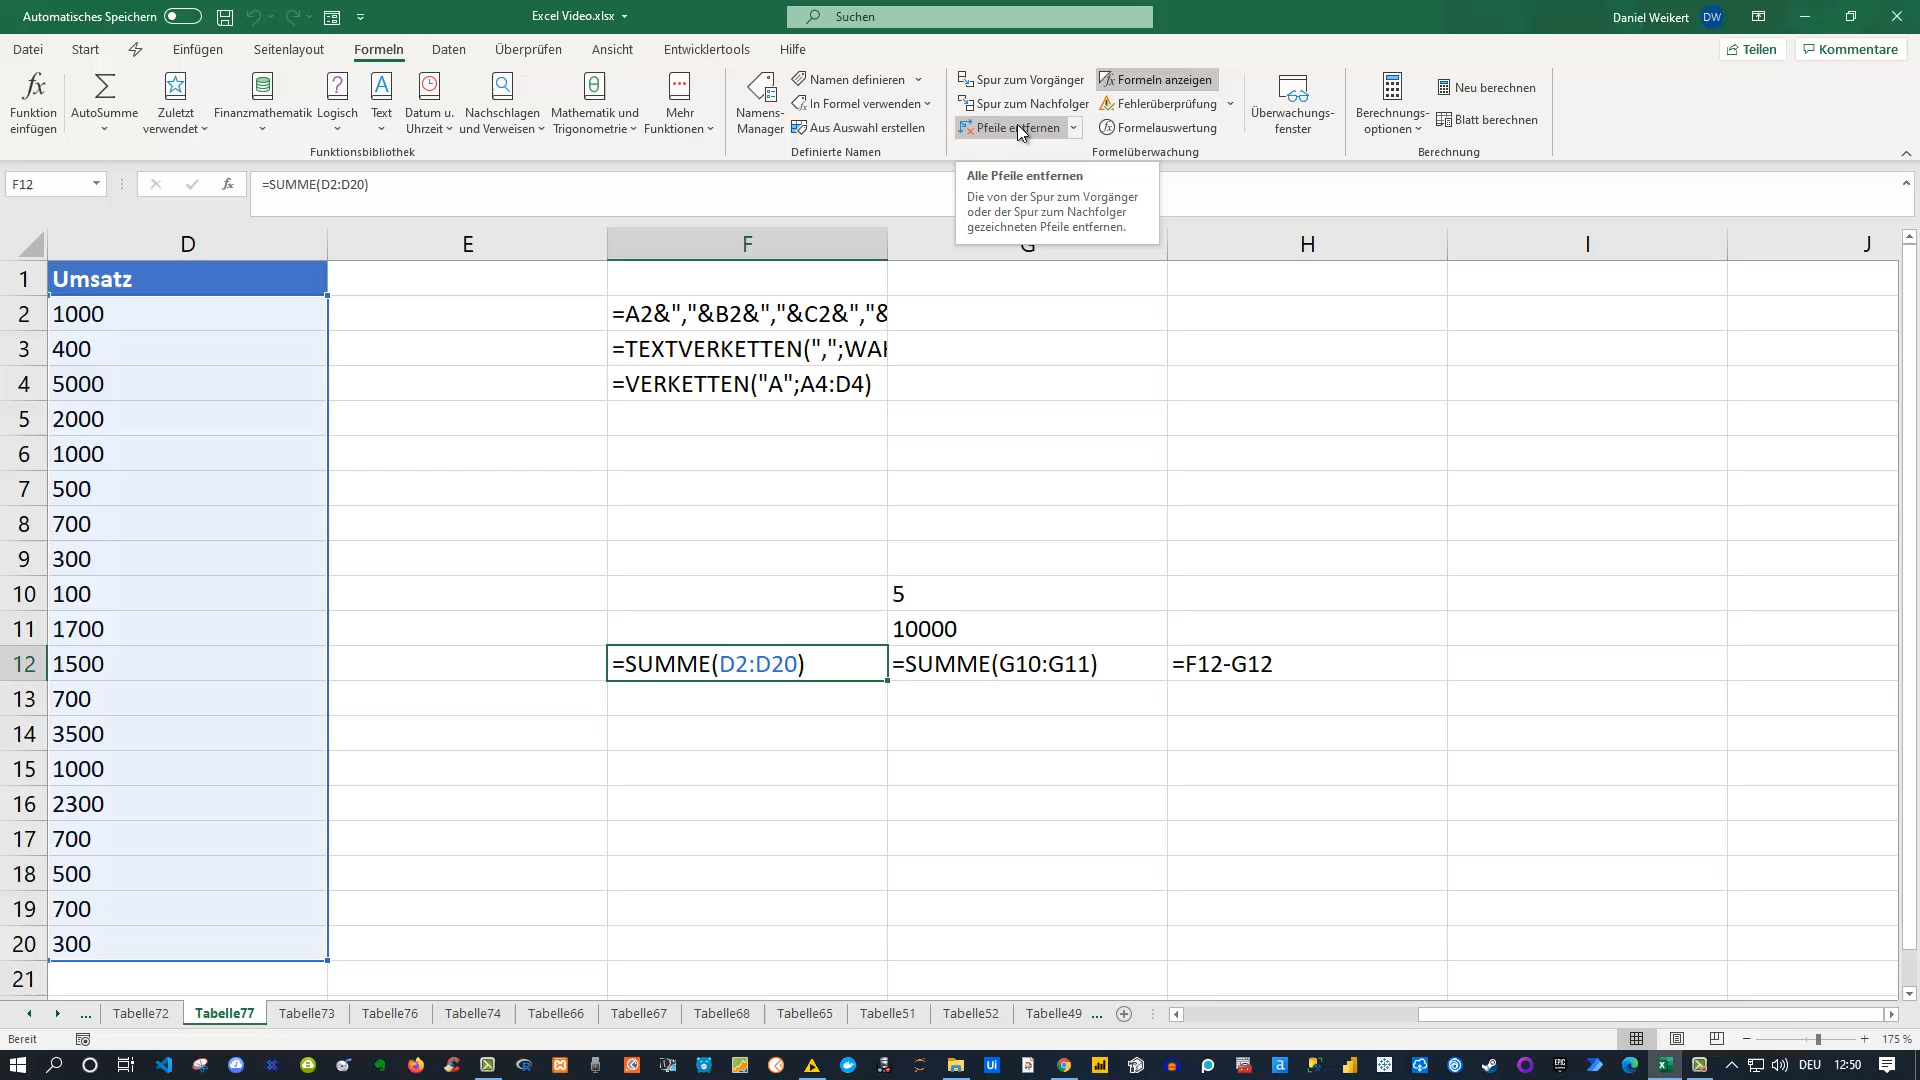 Automatisches Speichern
Excel Video.xlsx
Suchen
Daniel Weikert
DW
Datei
Start
Einfügen
Seitenlayout
Formeln
Daten
Überprüfen
Ansicht
Entwicklertools
Hilfe
Teilen
Kommentare
Funktion einfügen
AutoSumme
Zuletzt verwendet
Finanzmathematik
Logisch
Text
Datum u. Uhrzeit
Nachschlagen und Verweisen
Mathematik und Trigonometrie
Mehr Funktionen
Funktionsbibliothek
Namens-Manager
Namen definieren
In Formel verwenden
Aus Auswahl erstellen
Definierte Namen
Spur zum Vorgänger
Spur zum Nachfolger
Pfeile entfernen
Formeln anzeigen
Fehlerüberprüfung
Formelauswertung
Formelüberwachung
Überwachungs-fenster
Berechnungs-optionen
Neu berechnen
Blatt berechnen
Berechnung
Alle Pfeile entfernen
Die von der Spur zum Vorgänger
oder der Spur zum Nachfolger
gezeichneten Pfeile entfernen.
F12
fx
=SUMME(D2:D20)
D E F G H I J
1 Umsatz
2 1000 =A2&","&B2&","&C2&","&
3 400 =TEXTVERKETTEN(",";WAH
4 5000 =VERKETTEN("A";A4:D4)
5 2000
6 1000
7 500
8 700
9 300
10 100 5
11 1700 10000
12 1500 =SUMME(D2:D20) =SUMME(G10:G11) =F12-G12
13 700
14 3500
15 1000
16 2300
17 700
18 500
19 700
20 300
21
... Tabelle72 Tabelle77 Tabelle73 Tabelle76 Tabelle74 Tabelle66 Tabelle67 Tabelle68 Tabelle65 Tabelle51 Tabelle52 Tabelle49 ...
Bereit
175 %
DEU 12:50